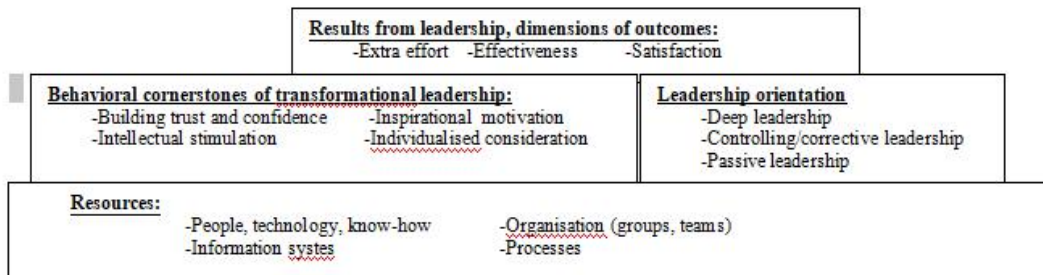 Results from leadership, dimensions of outcomes:
-Extra effort -Effectiveness -Satisfaction
Behavioral cornerstones of transformational leadership:
-Building trust and confidence -Inspirational motivation
-Intellectual stimulation -Individualised consideration
Leadership orientation
-Deep leadership
-Controlling/corrective leadership
-Passive leadership
Resources:
-People, technology, know-how -Organisation (groups, teams)
-Information systes -Processes